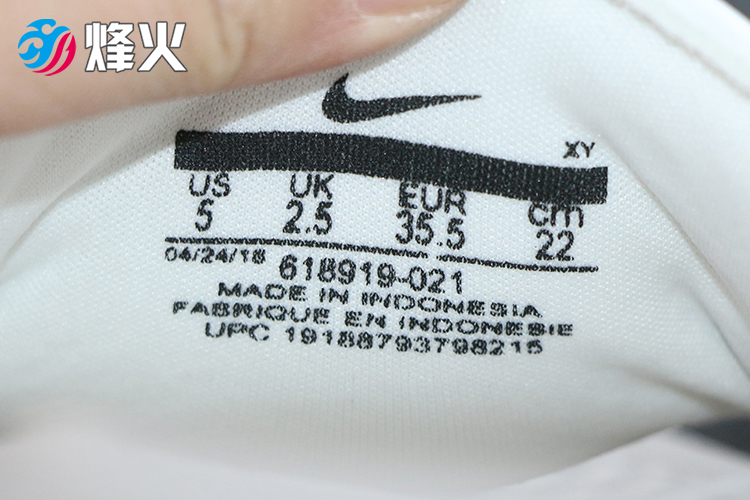 烽火
XY
US UK EUR cm
5 2.5 35.5 22
04/24/18 618919-021
MADE IN INDONESIA
FABRIQUE EN INDONESIE
UPC 19188793798215